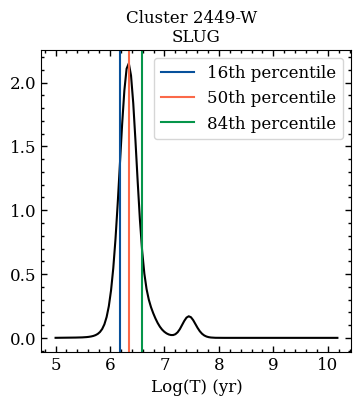 Cluster 2449-W
SLUG
16th percentile
50th percentile
84th percentile
2.0
1.5
1.0
0.5
0.0
5 6 7 8 9 10
Log(T) (yr)